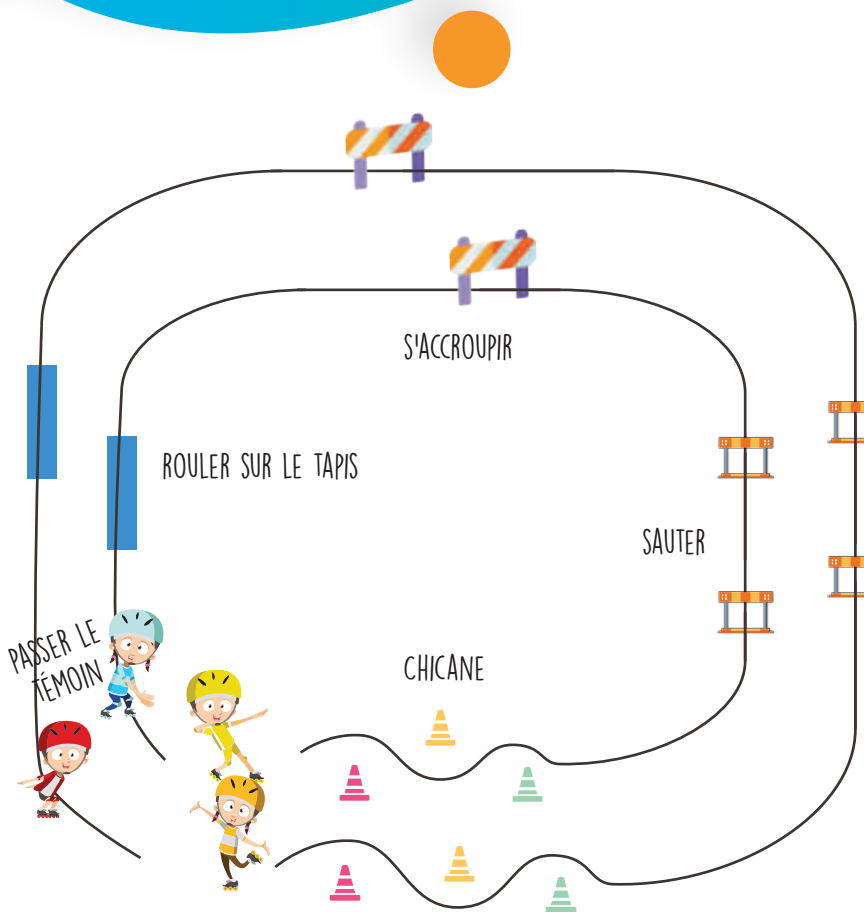 S'ACCROUPIR
ROULER SUR LE TAPIS
SAUTER
PASSER LE
TÉMOIN
CHICANE